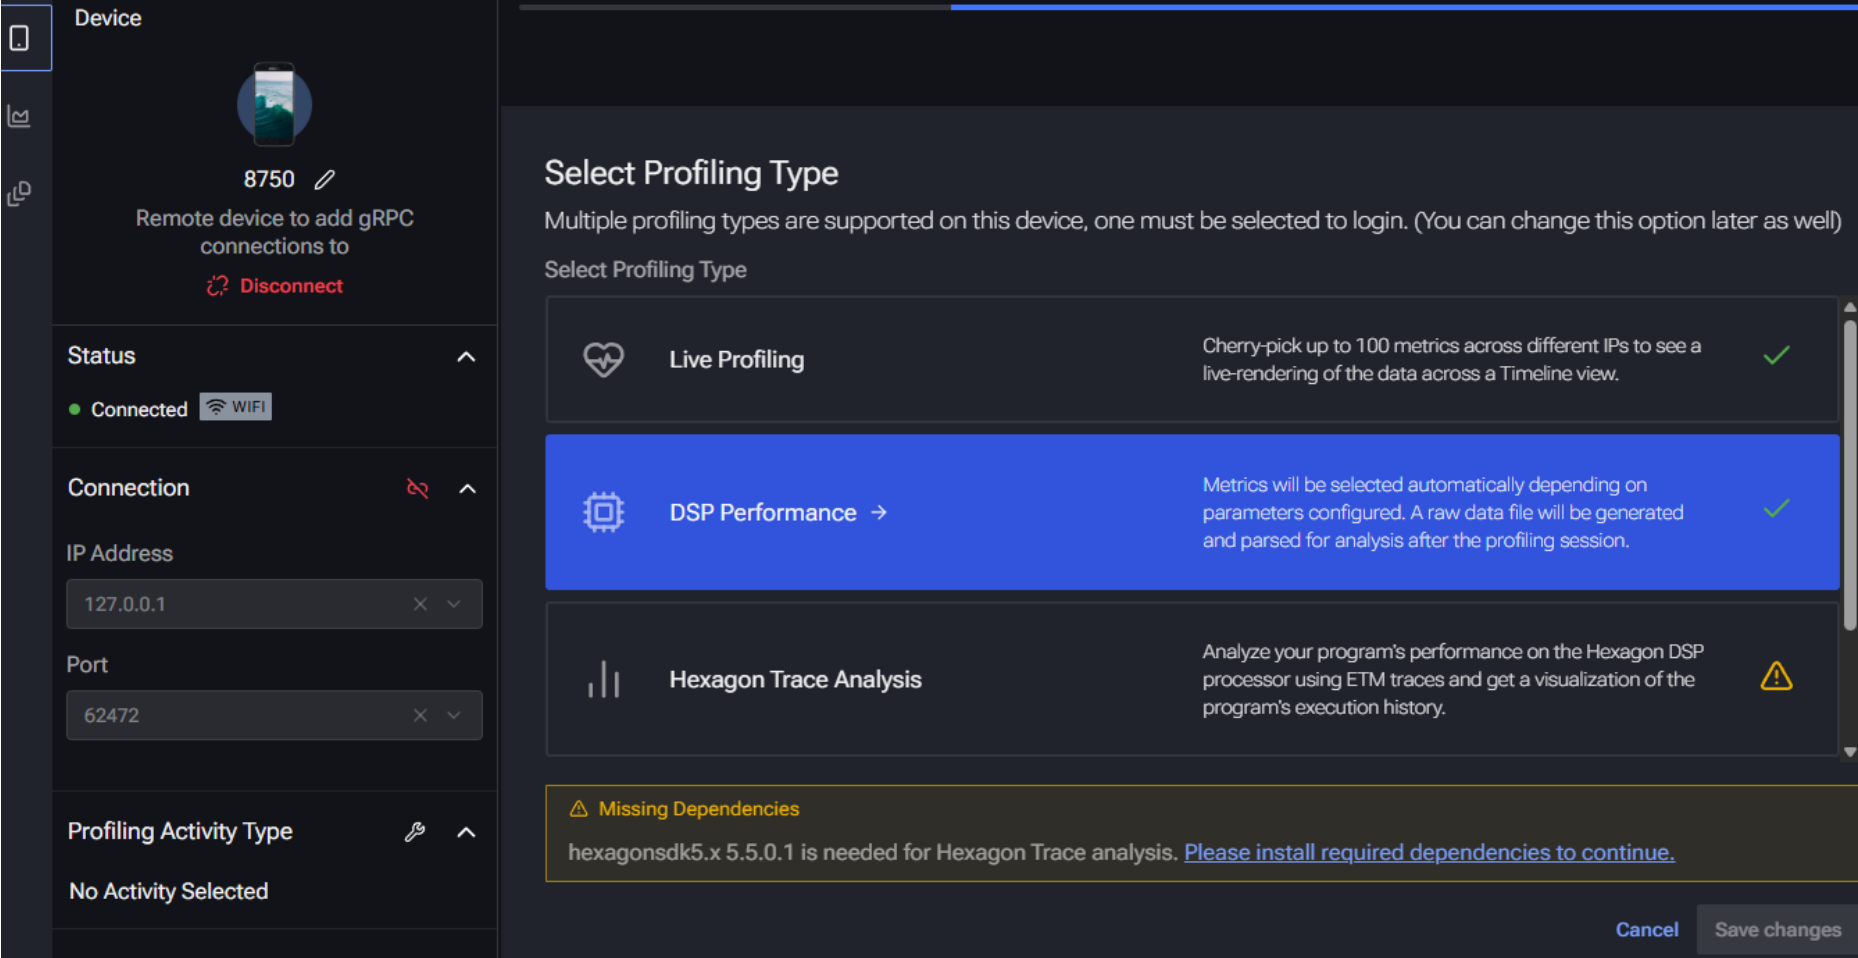 Device
8750
Remote device to add gRPC
connections to
Disconnect
Status
Connected
WIFI
Connection
IP Address
127.0.0.1
Port
62472
Profiling Activity Type
No Activity Selected
Select Profiling Type
Multiple profiling types are supported on this device, one must be selected to login. (You can change this option later as well)
Select Profiling Type
Live Profiling
Cherry-pick up to 100 metrics across different IPs to see a
live-rendering of the data across a Timeline view.
DSP Performance →
Metrics will be selected automatically depending on
parameters configured. A raw data file will be generated
and parsed for analysis after the profiling session.
Hexagon Trace Analysis
Analyze your program's performance on the Hexagon DSP
processor using ETM traces and get a visualization of the
program's execution history.
Missing Dependencies
hexagonsdk5.x 5.5.0.1 is needed for Hexagon Trace analysis. Please install required dependencies to continue.
Cancel
Save changes